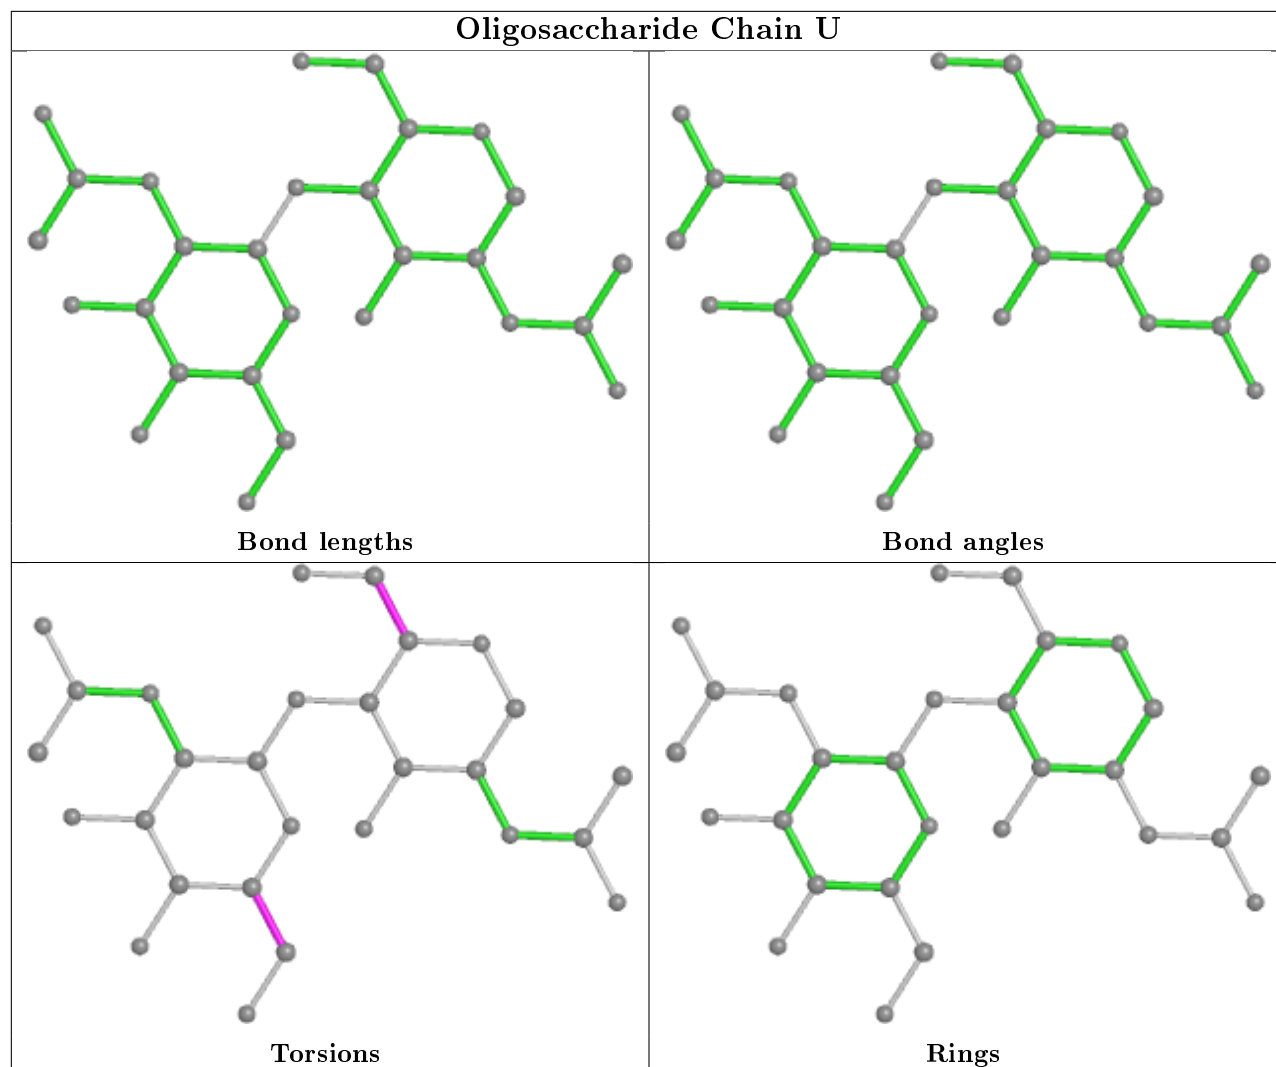 Oligosaccharide Chain U
Bond lengths
Bond angles
Torsions
Rings